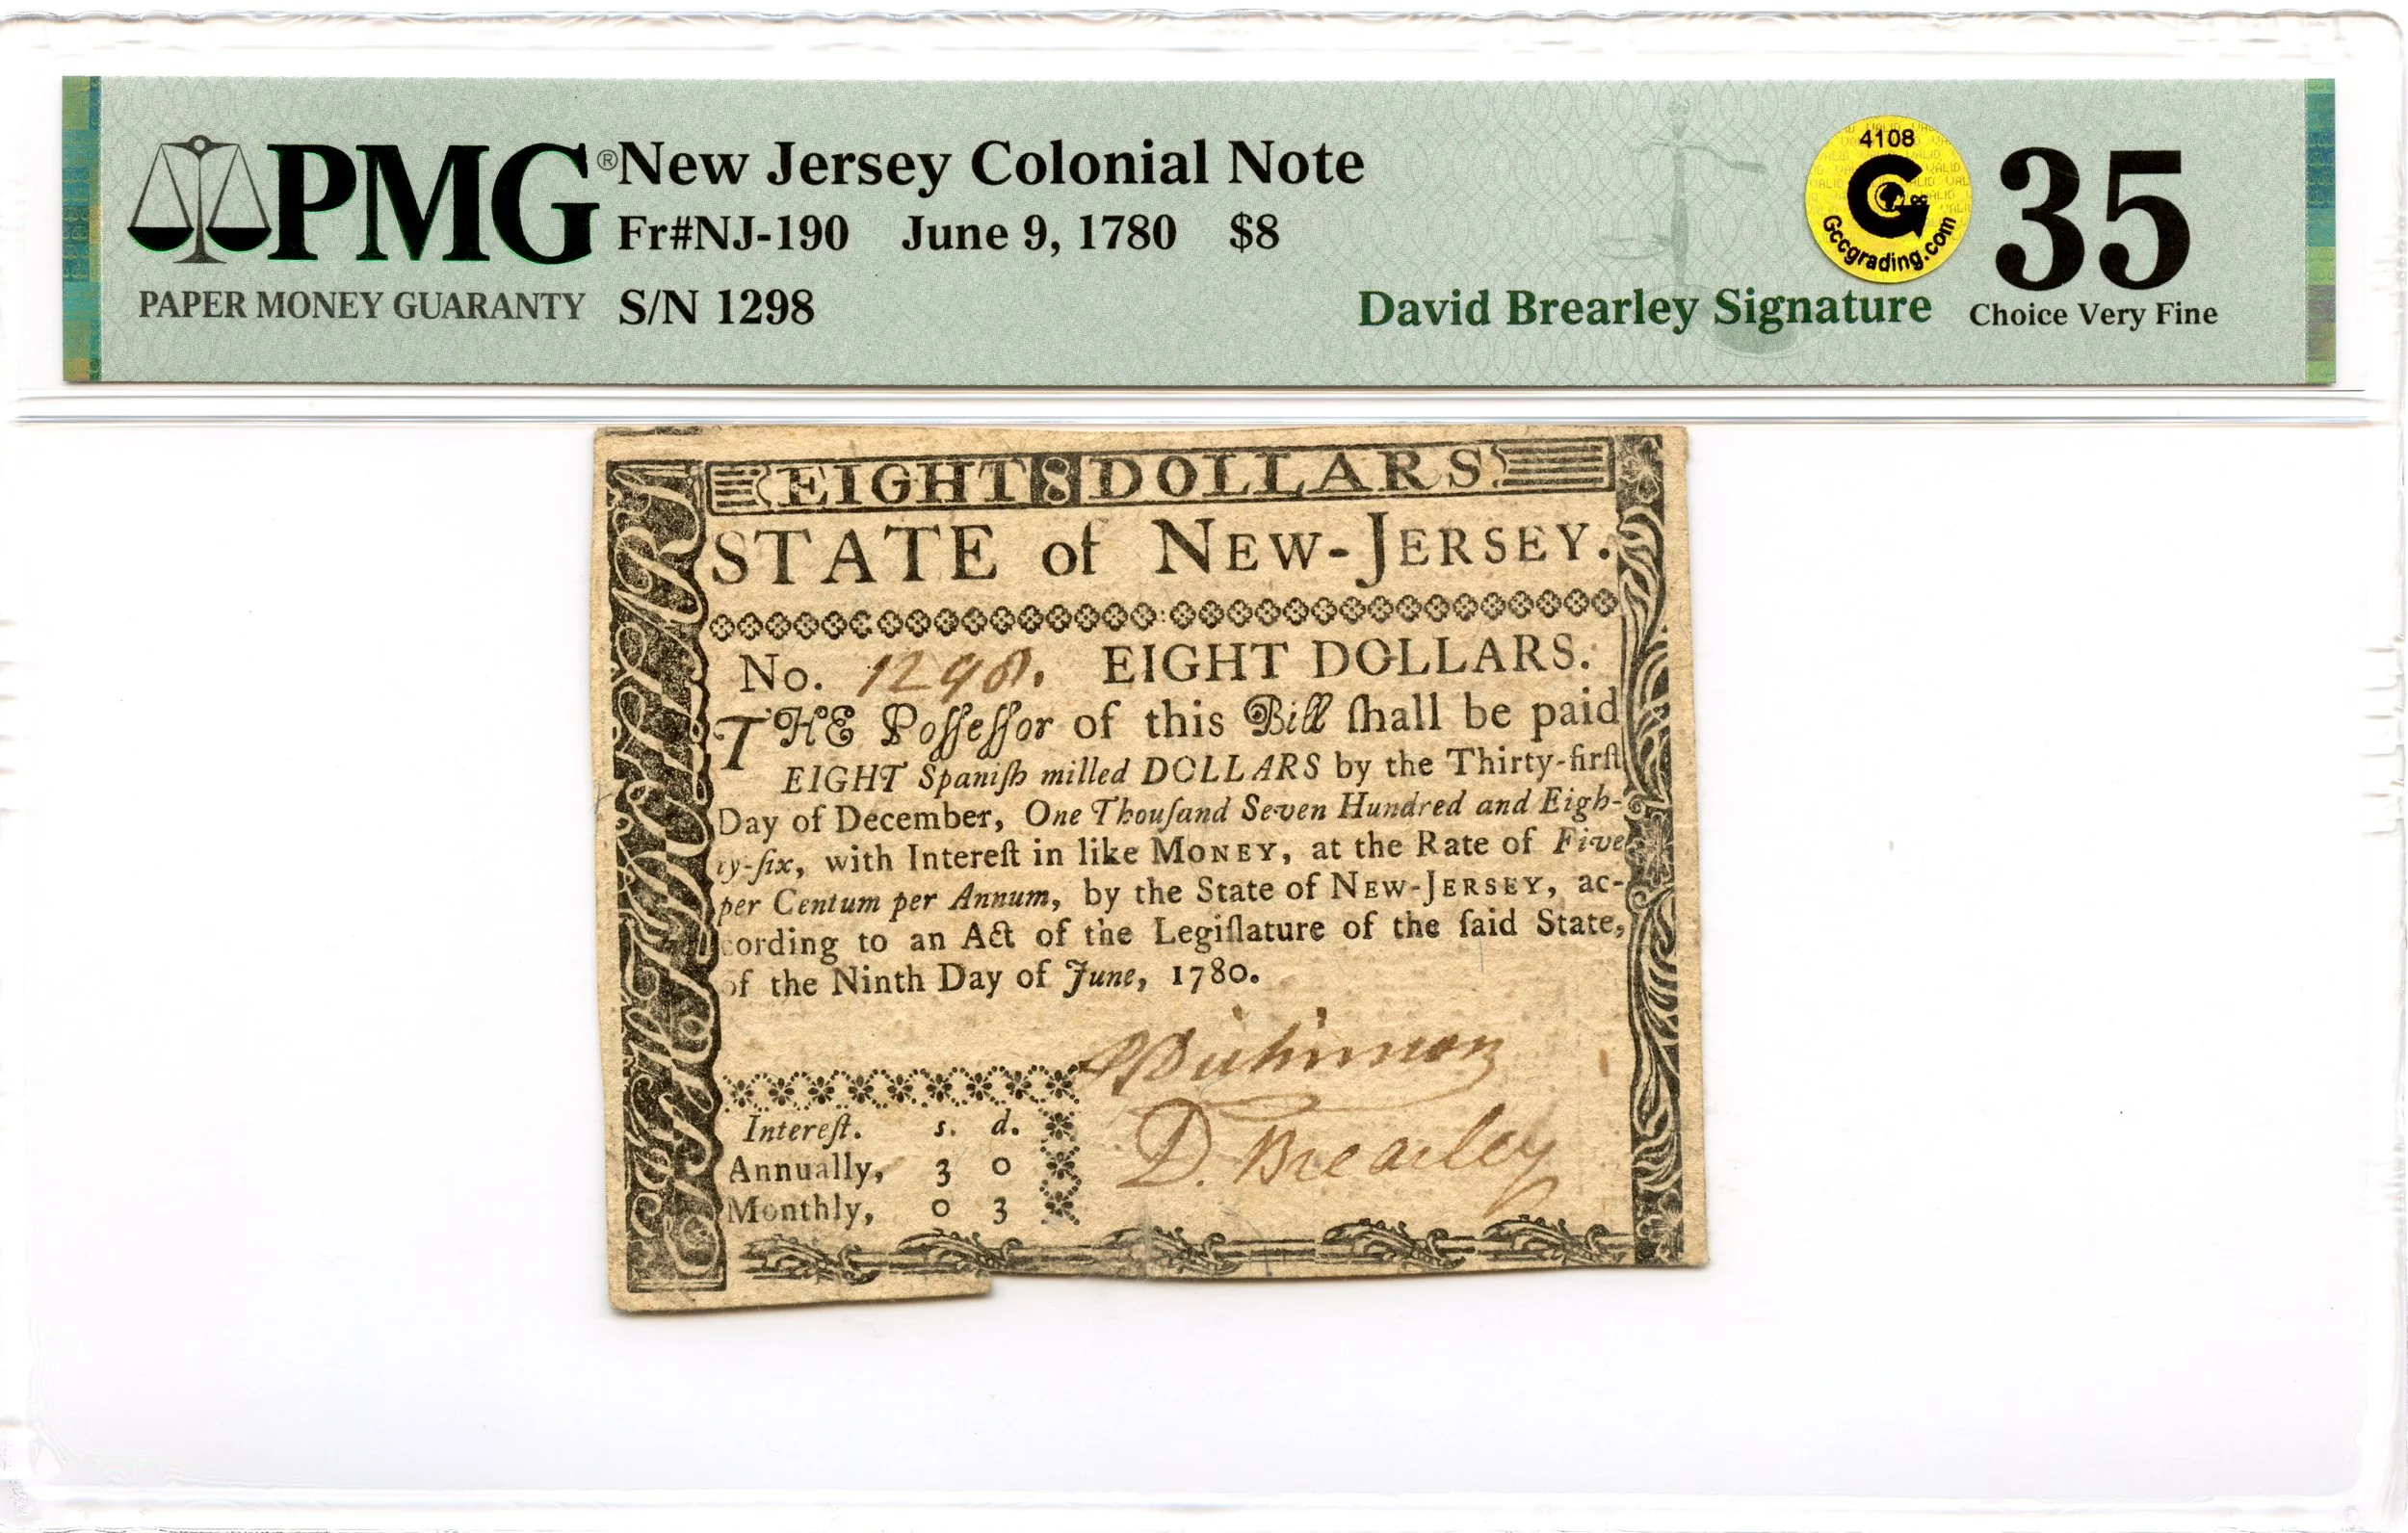 PMG® New Jersey Colonial Note
Fr#NJ-190 June 9, 1780 $8
PAPER MONEY GUARANTY S/N 1298
David Brearley Signature
4108
Gccgrading.com
35
Choice Very Fine
EIGHT 8 DOLLARS
EIGHT DOLLARS
STATE of NEW-JERSEY.
No. 1298. EIGHT DOLLARS.
THE Poſſeſſor of this Bill ſhall be paid
EIGHT Spaniſh milled DOLLARS by the Thirty-firſt
Day of December, One Thouſand Seven Hundred and Eigh-
ty-ſix, with Intereſt in like MONEY, at the Rate of Five
per Centum per Annum, by the State of NEW-JERSEY, ac-
cording to an Act of the Legiſlature of the ſaid State,
of the Ninth Day of June, 1780.
D. Brearley
Intereſt. s. d.
Annually, 3 0
Monthly, 0 3